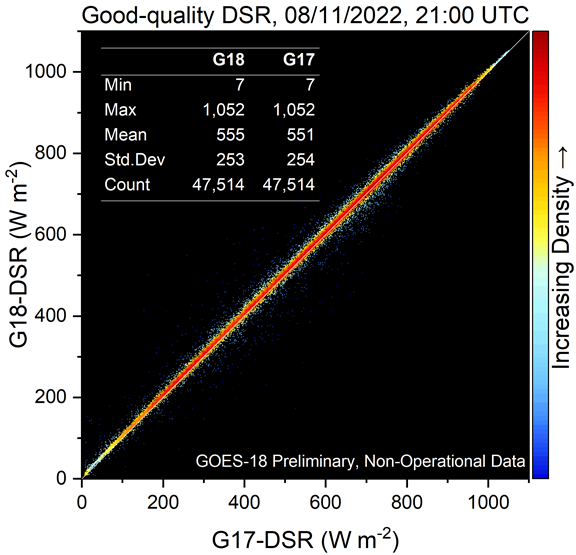 Good-quality DSR, 08/11/2022, 21:00 UTC
G18 G17
Min 7 7
Max 1,052 1,052
Mean 555 551
Std.Dev 253 254
Count 47,514 47,514
1000
800
600
400
200
0
G18-DSR (W m-2)
Increasing Density →
GOES-18 Preliminary, Non-Operational Data
0 200 400 600 800 1000
G17-DSR (W m-2)